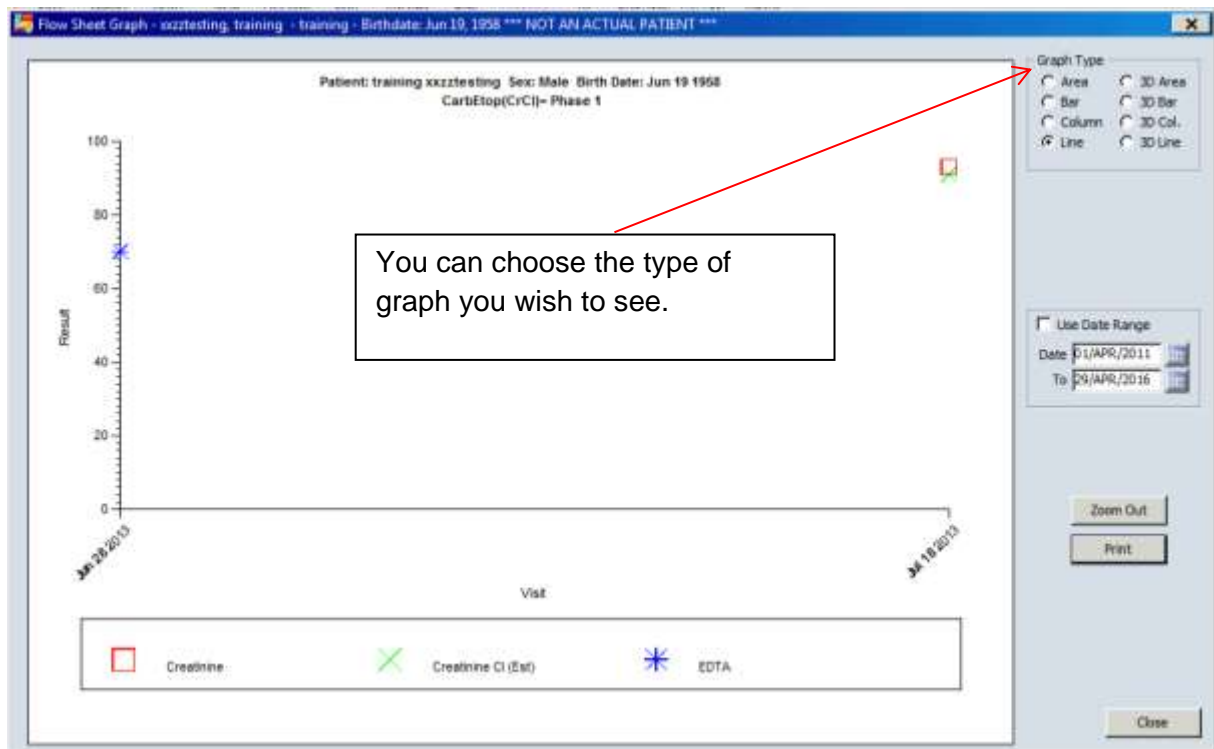 Flow Sheet Graph - xxzztesting, training - training - Birthdate: Jun 19, 1958 *** NOT AN ACTUAL PATIENT ***
Patient: training xxzztesting Sex: Male Birth Date: Jun 19 1958
CarbEtop(CrCl)- Phase 1
100
80
60
40
20
0
Result
Jun 28 2013
Jul 18 2013
Visit
Creatinine
Creatinine Cl (Est)
EDTA
You can choose the type of
graph you wish to see.
Graph Type
Area 3D Area
Bar 3D Bar
Column 3D Col.
Line 3D Line
Use Date Range
Date 01/APR/2011
To 29/APR/2016
Zoom Out
Print
Close